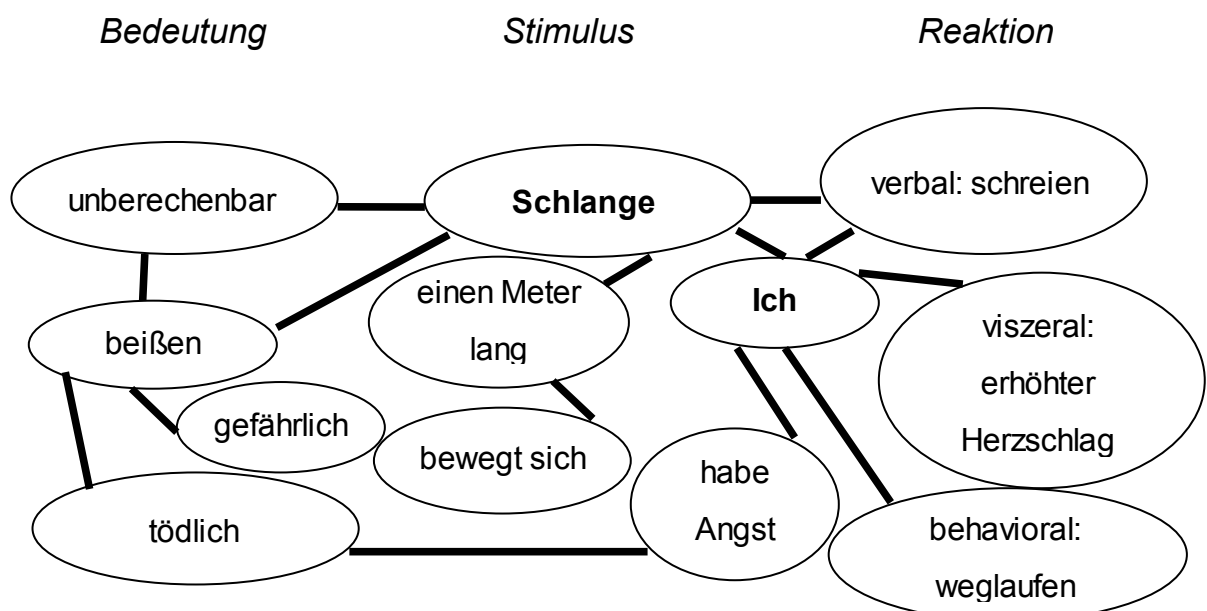 Bedeutung Stimulus Reaktion
unberechenbar
Schlange
verbal: schreien
beißen
einen Meter
lang
Ich
viszeral:
erhöhter
Herzschlag
gefährlich
bewegt sich
habe
Angst
tödlich
behavioral:
weglaufen